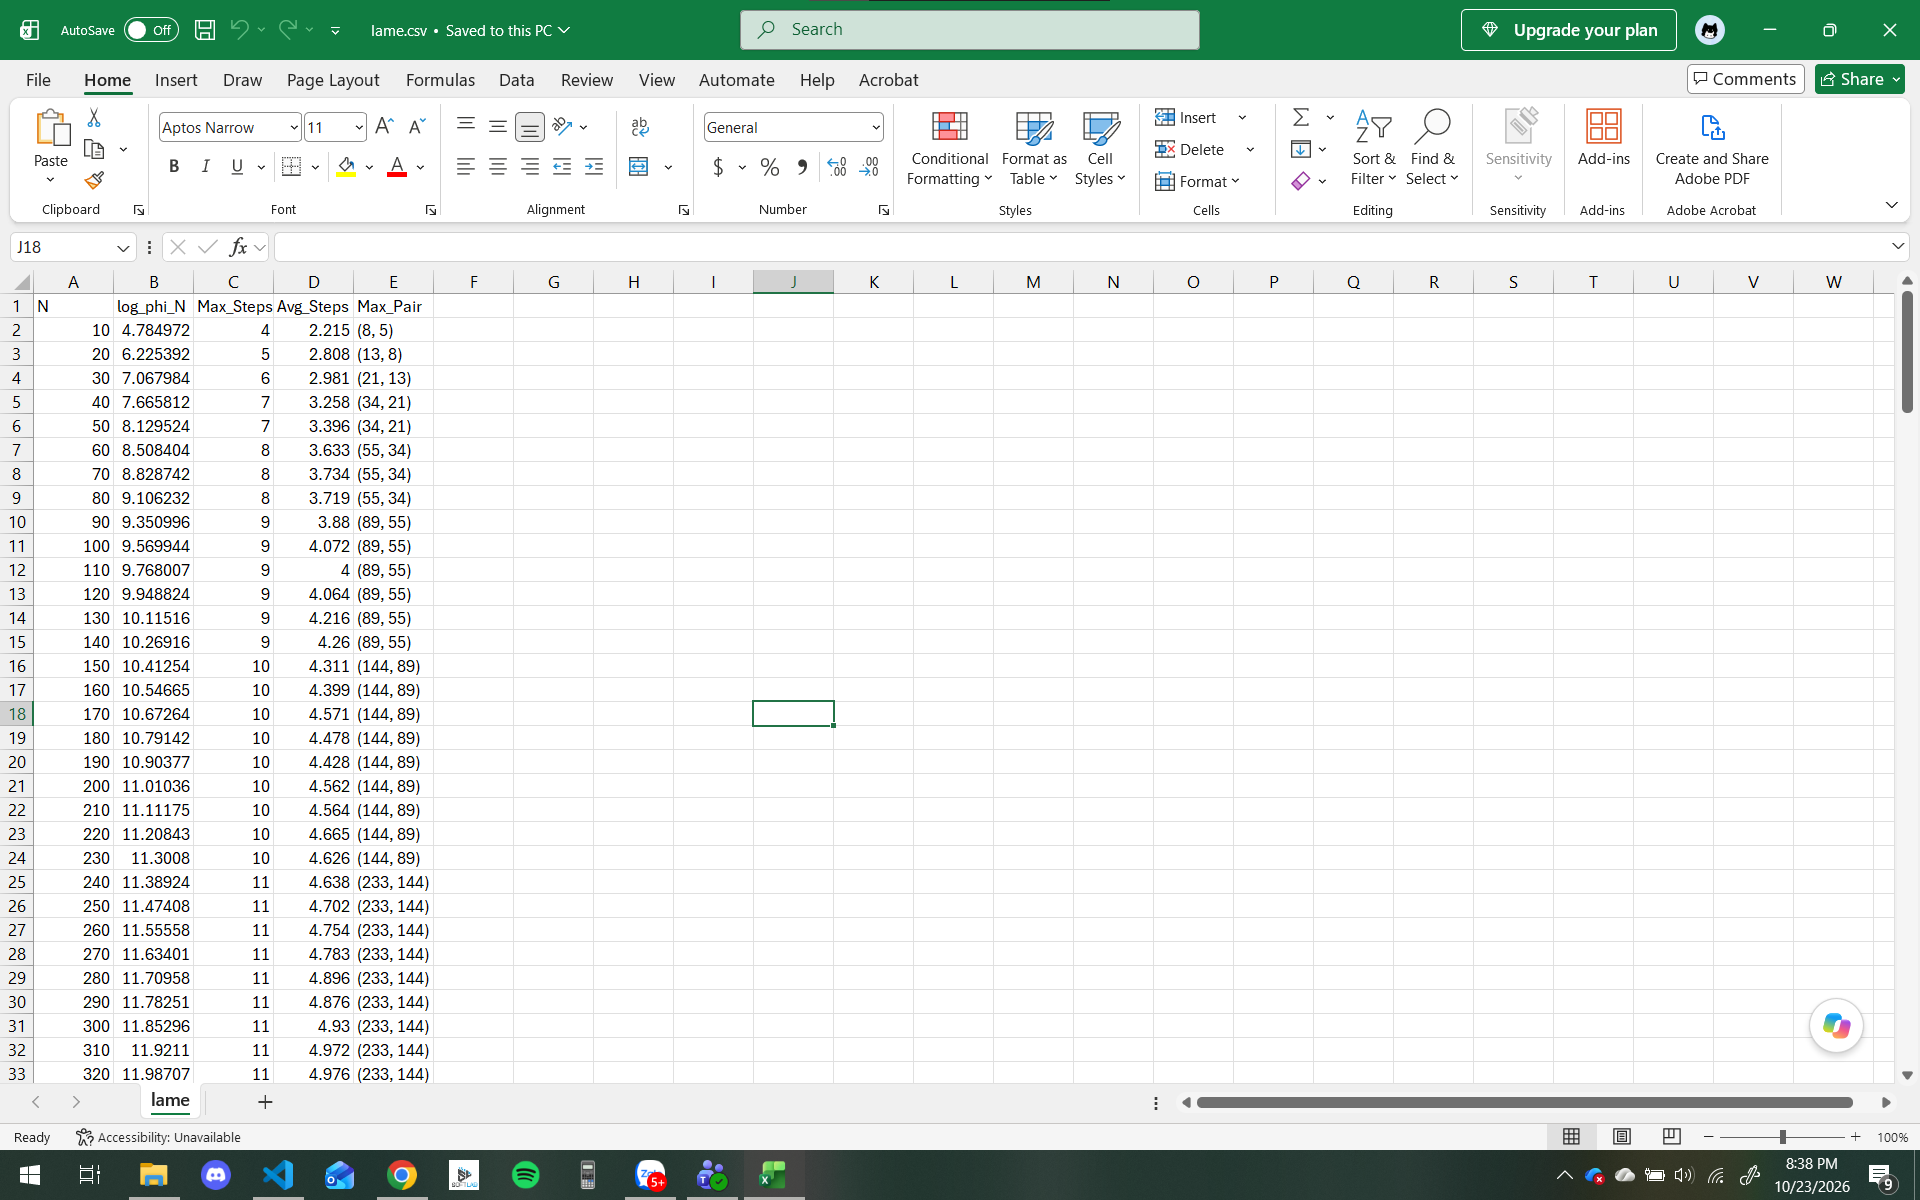 AutoSave Off lame.csv • Saved to this PC Search Upgrade your plan
File Home Insert Draw Page Layout Formulas Data Review View Automate Help Acrobat Comments Share
Paste Aptos Narrow 11 General Conditional Formatting Format as Table Cell Styles Insert Delete Format Sort & Filter Find & Select Sensitivity Add-ins Create and Share Adobe PDF
Clipboard Font Alignment Number Styles Cells Editing Sensitivity Add-ins Adobe Acrobat
J18 fx
A B C D E F G H I J K L M N O P Q R S T U V W
1 N log_phi_N Max_Steps Avg_Steps Max_Pair
2 10 4.784972 4 2.215 (8, 5)
3 20 6.225392 5 2.808 (13, 8)
4 30 7.067984 6 2.981 (21, 13)
5 40 7.665812 7 3.258 (34, 21)
6 50 8.129524 7 3.396 (34, 21)
7 60 8.508404 8 3.633 (55, 34)
8 70 8.828742 8 3.734 (55, 34)
9 80 9.106232 8 3.719 (55, 34)
10 90 9.350996 9 3.88 (89, 55)
11 100 9.569944 9 4.072 (89, 55)
12 110 9.768007 9 4 (89, 55)
13 120 9.948824 9 4.064 (89, 55)
14 130 10.11516 9 4.216 (89, 55)
15 140 10.26916 9 4.26 (89, 55)
16 150 10.41254 10 4.311 (144, 89)
17 160 10.54665 10 4.399 (144, 89)
18 170 10.67264 10 4.571 (144, 89)
19 180 10.79142 10 4.478 (144, 89)
20 190 10.90377 10 4.428 (144, 89)
21 200 11.01036 10 4.562 (144, 89)
22 210 11.11175 10 4.564 (144, 89)
23 220 11.20843 10 4.665 (144, 89)
24 230 11.3008 10 4.626 (144, 89)
25 240 11.38924 11 4.638 (233, 144)
26 250 11.47408 11 4.702 (233, 144)
27 260 11.55558 11 4.754 (233, 144)
28 270 11.63401 11 4.783 (233, 144)
29 280 11.70958 11 4.896 (233, 144)
30 290 11.78251 11 4.876 (233, 144)
31 300 11.85296 11 4.93 (233, 144)
32 310 11.9211 11 4.972 (233, 144)
33 320 11.98707 11 4.976 (233, 144)
lame
Ready Accessibility: Unavailable 100%
8:38 PM
10/23/2026 9